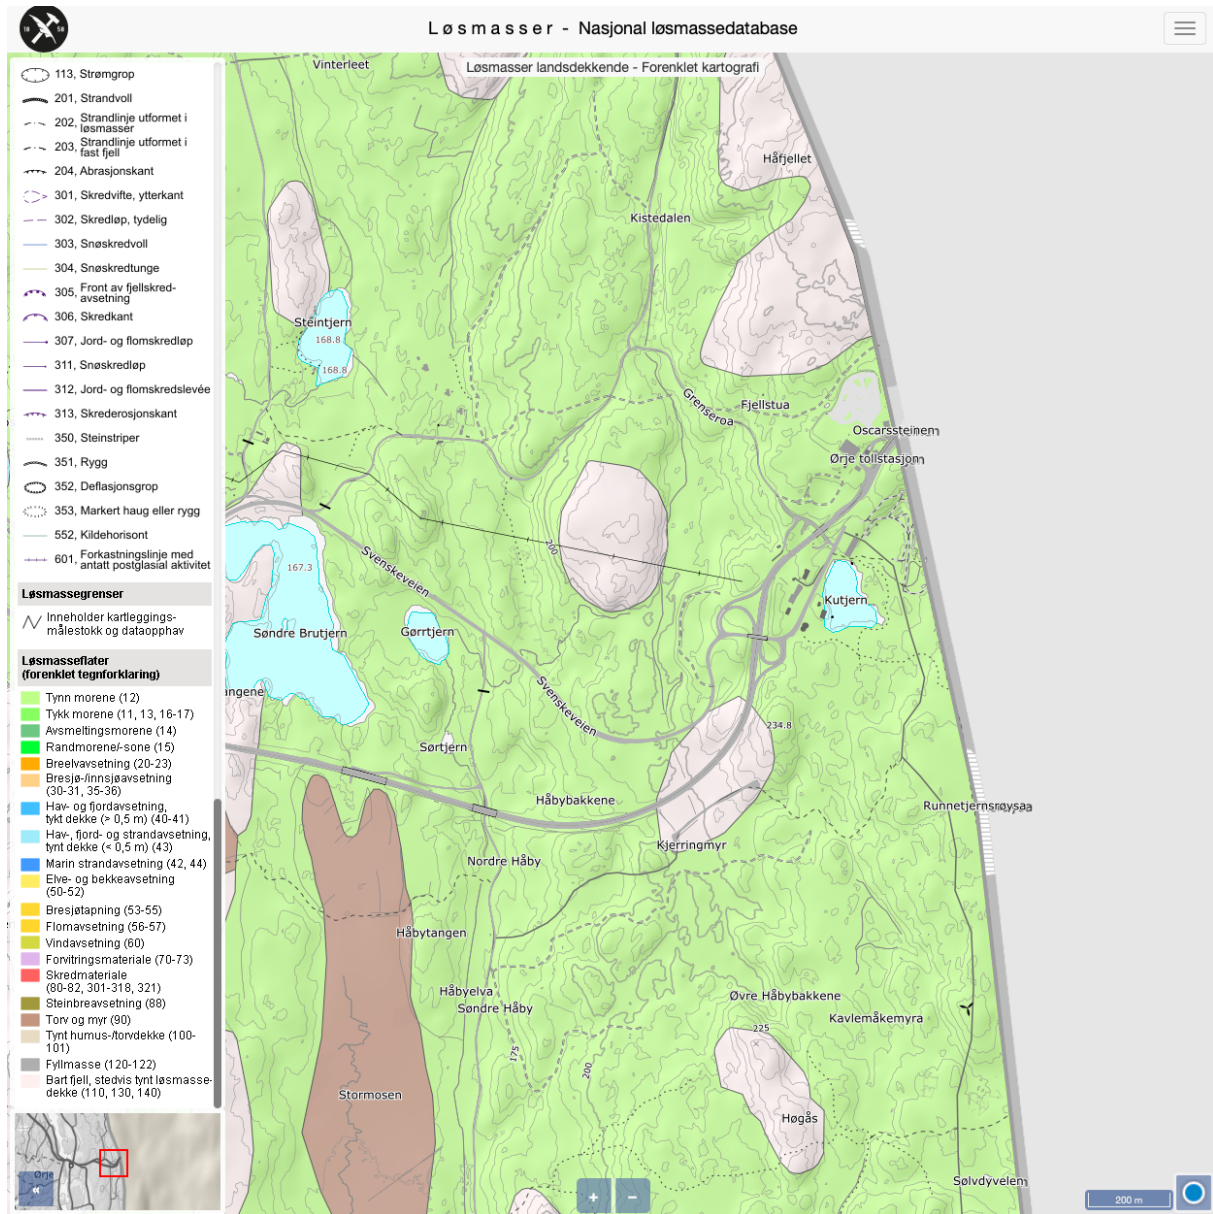 18 58
Løsmasser - Nasjonal løsmassedatabase
Løsmasser landsdekkende - Forenklet kartografi
113, Strømgrop
201, Strandvoll
202, Strandlinje utformet i
løsmasser
203, Strandlinje utformet i
fast fjell
204, Abrasjonskant
301, Skredvifte, ytterkant
302, Skredløp, tydelig
303, Snøskredvoll
304, Snøskredtunge
305, Front av fjellskred-
avsetning
306, Skredkant
307, Jord- og flomskredløp
311, Snøskredløp
312, Jord- og flomskredslevée
313, Skrederosjonskant
350, Steinstriper
351, Rygg
352, Deflasjonsgrop
353, Markert haug eller rygg
552, Kildehorisont
601, Forkastningslinje med
antatt postglasial aktivitet
Løsmassegrenser
Inneholder kartleggings-
målestokk og dataopphav
Løsmasseflater
(forenklet tegnforklaring)
Tynn morene (12)
Tykk morene (11, 13, 16-17)
Avsmeltingsmorene (14)
Randmorene/-sone (15)
Breelvavsetning (20-23)
Bresjø-/innsjøavsetning
(30-31, 35-36)
Hav- og fjordavsetning,
tykt dekke (> 0,5 m) (40-41)
Hav-, fjord- og strandavsetning,
tynt dekke (< 0,5 m) (43)
Marin strandavsetning (42, 44)
Elve- og bekkeavsetning
(50-52)
Bresjøtapning (53-55)
Flomavsetning (56-57)
Vindavsetning (60)
Forvitringsmateriale (70-73)
Skredmateriale
(80-82, 301-318, 321)
Steinbreavsetning (88)
Torv og myr (90)
Tynt humus-/torvdekke (100-
101)
Fyllmasse (120-122)
Bart fjell, stedvis tynt løsmasse-
dekke (110, 130, 140)
Ørje
«
Vinterleet
Håfjellet
Kistedalen
Steintjern
168.8
168.8
Grenseroa
Fjellstua
Oscarssteinen
Ørje tollstasjon
200
Svenskeveien
167.3
Kutjern
Søndre Brutjern
Gørrtjern
angene
Svenskeveien
234.8
Sørtjern
Håbybakkene
Runnetjernsrøysa
Kjerringmyr
Nordre Håby
Håbytangen
Håbyelva
Søndre Håby
Øvre Håbybakkene
Kavlemåkemyra
225
175
200
Stormosen
Høgås
Sølvdyvelen
+
−
200 m